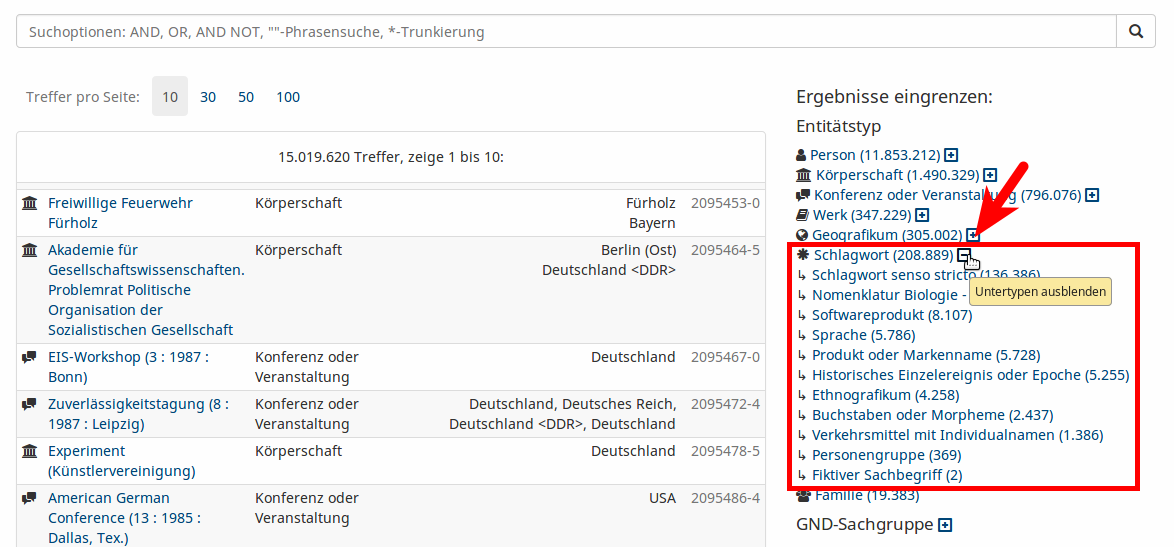 Suchoptionen: AND, OR, AND NOT, ""-Phrasensuche, *-Trunkierung
Treffer pro Seite: 10 30 50 100
15.019.620 Treffer, zeige 1 bis 10:
Freiwillige Feuerwehr Körperschaft Fürholz 2095453-0
Fürholz Bayern
Akademie für Körperschaft Berlin (Ost) 2095464-5
Gesellschaftswissenschaften. Deutschland <DDR>
Problemrat Politische
Organisation der
Sozialistischen Gesellschaft
EIS-Workshop (3 : 1987 : Konferenz oder Deutschland 2095467-0
Bonn) Veranstaltung
Zuverlässigkeitstagung (8 : Konferenz oder Deutschland, Deutsches Reich, 2095472-4
1987 : Leipzig) Veranstaltung Deutschland <DDR>, Deutschland
Experiment Körperschaft Deutschland 2095478-5
(Künstlervereinigung)
American German Konferenz oder USA 2095486-4
Conference (13 : 1985 : Veranstaltung
Dallas, Tex.)
Ergebnisse eingrenzen:
Entitätstyp
Person (11.853.212)
Körperschaft (1.490.329)
Konferenz oder Veranstaltung (796.076)
Werk (347.229)
Geografikum (305.002)
Schlagwort (208.889)
↳ Schlagwort senso stricto (136.386)
↳ Nomenklatur Biologie -
Untertypen ausblenden
↳ Softwareprodukt (8.107)
↳ Sprache (5.786)
↳ Produkt oder Markenname (5.728)
↳ Historisches Einzelereignis oder Epoche (5.255)
↳ Ethnografikum (4.258)
↳ Buchstaben oder Morpheme (2.437)
↳ Verkehrsmittel mit Individualnamen (1.386)
↳ Personengruppe (369)
↳ Fiktiver Sachbegriff (2)
Familie (19.383)
GND-Sachgruppe